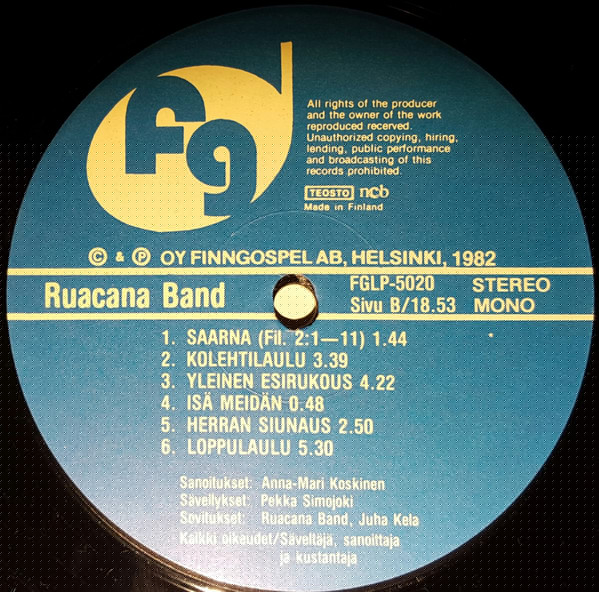 fg
All rights of the producer
and the owner of the work
reproduced recerved.
Unauthorized copying, hiring,
lending, public performance
and broadcasting of this
records prohibited.
TEOSTO ncb
Made in Finland
© & ℗ OY FINNGOSPEL AB, HELSINKI, 1982
Ruacana Band FGLP-5020 STEREO
Sivu B/18.53 MONO
1. SAARNA (Fil. 2:1—11) 1.44
2. KOLEHTILAULU 3.39
3. YLEINEN ESIRUKOUS 4.22
4. ISÄ MEIDÄN 0.48
5. HERRAN SIUNAUS 2.50
6. LOPPULAULU 5.30
Sanoitukset: Anna-Mari Koskinen
Sävellykset: Pekka Simojoki
Sovitukset: Ruacana Band, Juha Kela
Kaikki oikeudet/Säveltäjä, sanoittaja
ja kustantaja